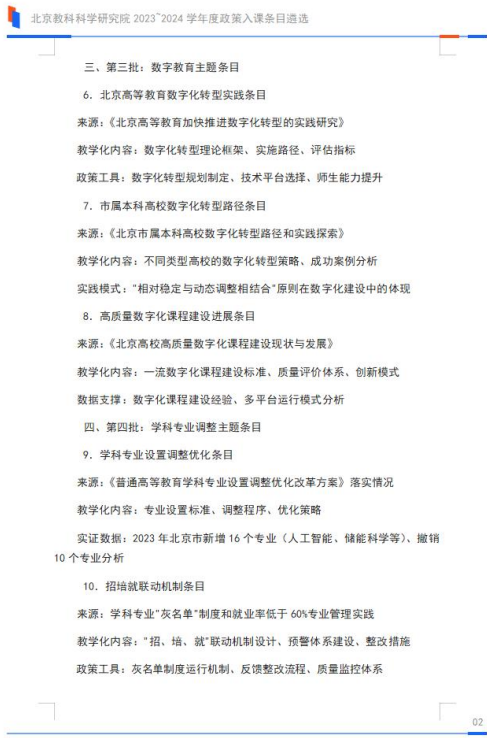 北京教科科学研究院 2023~2024 学年度政策入课条目遴选
三、第三批：数字教育主题条目
6. 北京高等教育数字化转型实践条目
来源：《北京高等教育加快推进数字化转型的实践研究》
教学化内容：数字化转型理论框架、实施路径、评估指标
政策工具：数字化转型规划制定、技术平台选择、师生能力提升
7. 市属本科高校数字化转型路径条目
来源：《北京市属本科高校数字化转型路径和实践探索》
教学化内容：不同类型高校的数字化转型策略、成功案例分析
实践模式："相对稳定与动态调整相结合"原则在数字化建设中的体现
8. 高质量数字化课程建设进展条目
来源：《北京高校高质量数字化课程建设现状与发展》
教学化内容：一流数字化课程建设标准、质量评价体系、创新模式
数据支撑：数字化课程建设经验、多平台运行模式分析
四、第四批：学科专业调整主题条目
9. 学科专业设置调整优化条目
来源：《普通高等教育学科专业设置调整优化改革方案》落实情况
教学化内容：专业设置标准、调整程序、优化策略
实证数据：2023 年北京市新增 16 个专业（人工智能、储能科学等）、撤销
10 个专业分析
10. 招培就联动机制条目
来源：学科专业"灰名单"制度和就业率低于 60%专业管理实践
教学化内容："招、培、就"联动机制设计、预警体系建设、整改措施
政策工具：灰名单制度运行机制、反馈整改流程、质量监控体系
02